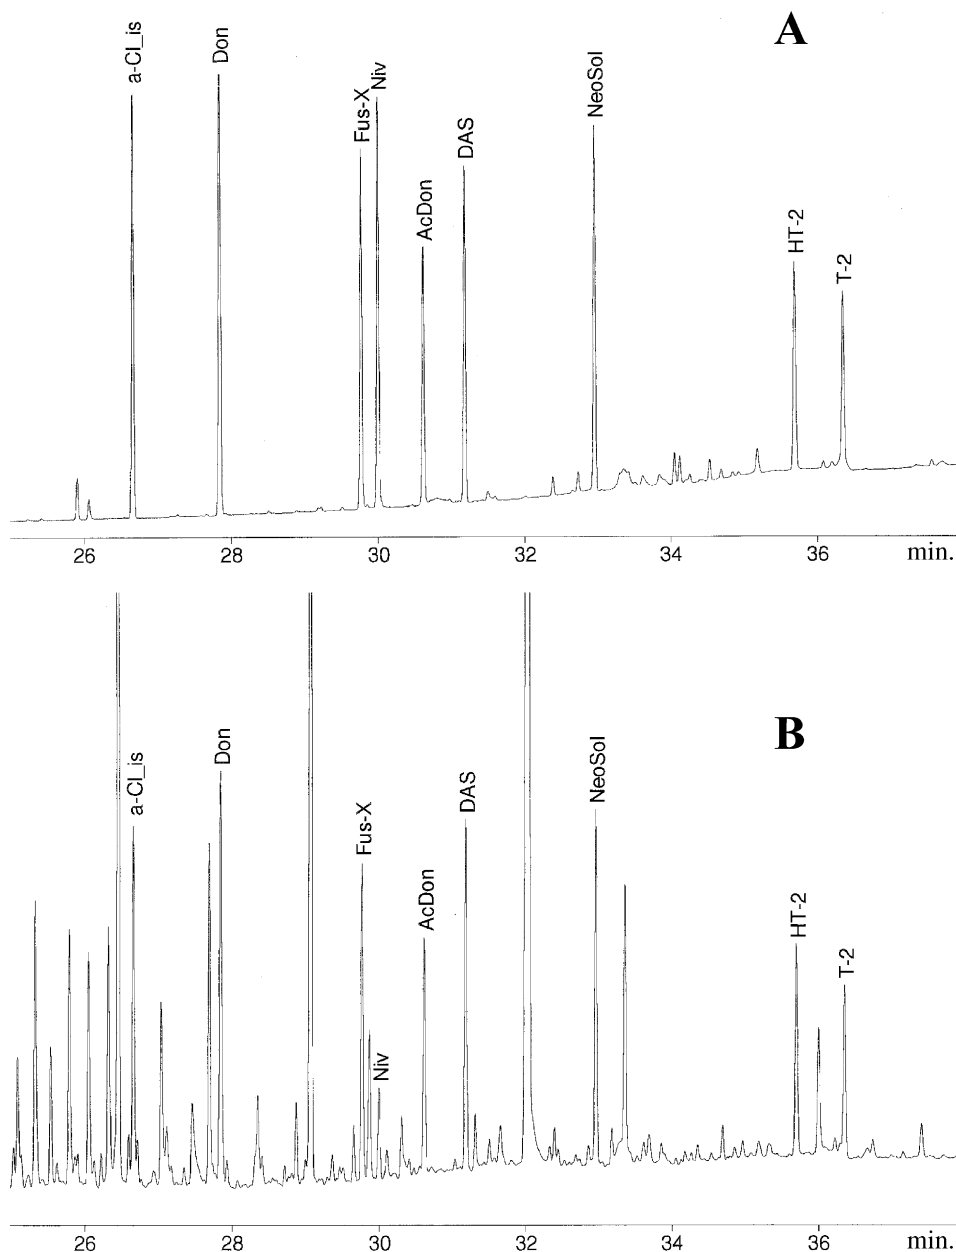 A
a-Cl_is
Don
Fus-X
Niv
AcDon
DAS
NeoSol
HT-2
T-2
26 28 30 32 34 36 min.
B
a-Cl_is
Don
Fus-X
Niv
AcDon
DAS
NeoSol
HT-2
T-2
26 28 30 32 34 36 min.